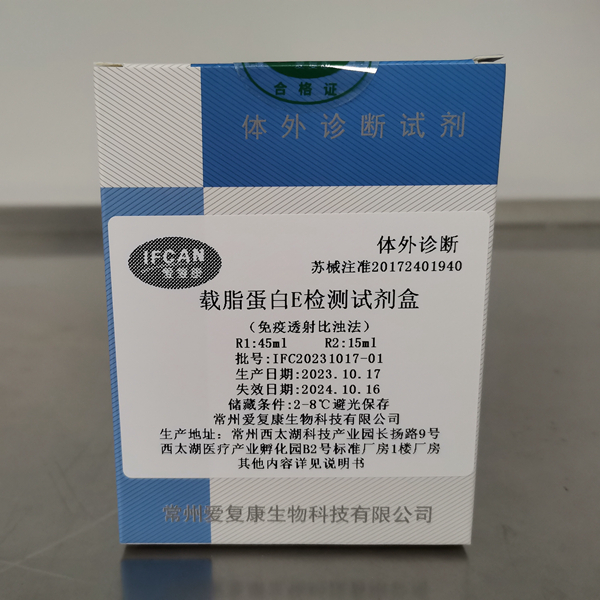 合格证
体外诊断试剂
IFCAN
爱复康
体外诊断
苏械注准20172401940
载脂蛋白E检测试剂盒
(免疫透射比浊法)
R1:45ml R2:15ml
批号:IFC20231017-01
生产日期:2023.10.17
失效日期:2024.10.16
储藏条件:2-8℃避光保存
常州爱复康生物科技有限公司
生产地址: 常州西太湖科技产业园长扬路9号
西太湖医疗产业孵化园B2号标准厂房1楼厂房
其他内容详见说明书
常州爱复康生物科技有限公司